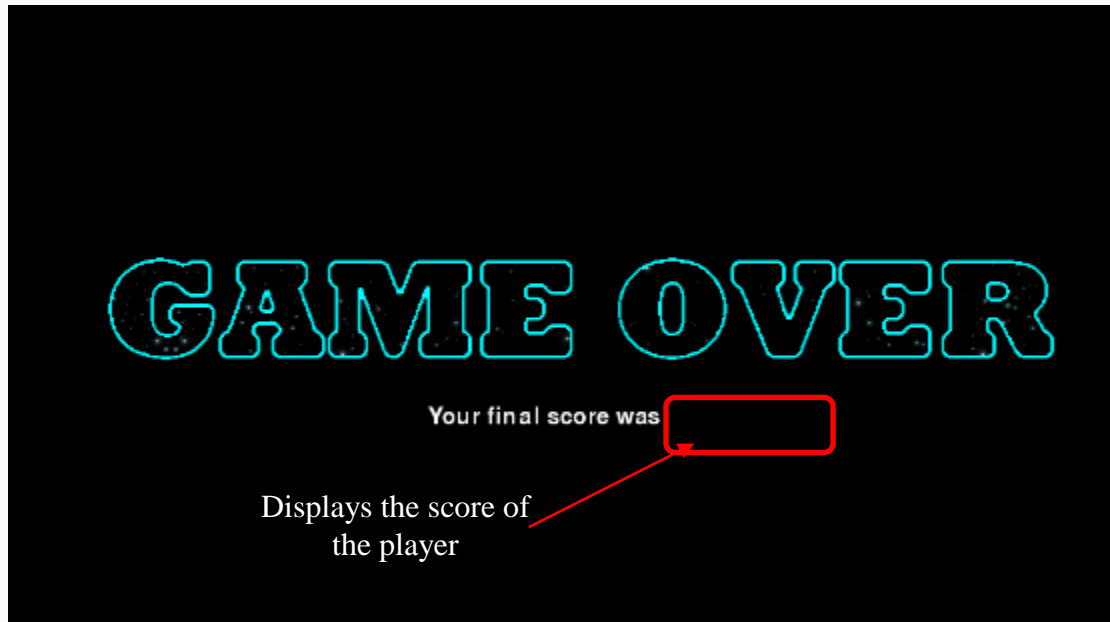 GAME OVER
Your final score was
Displays the score of
the player